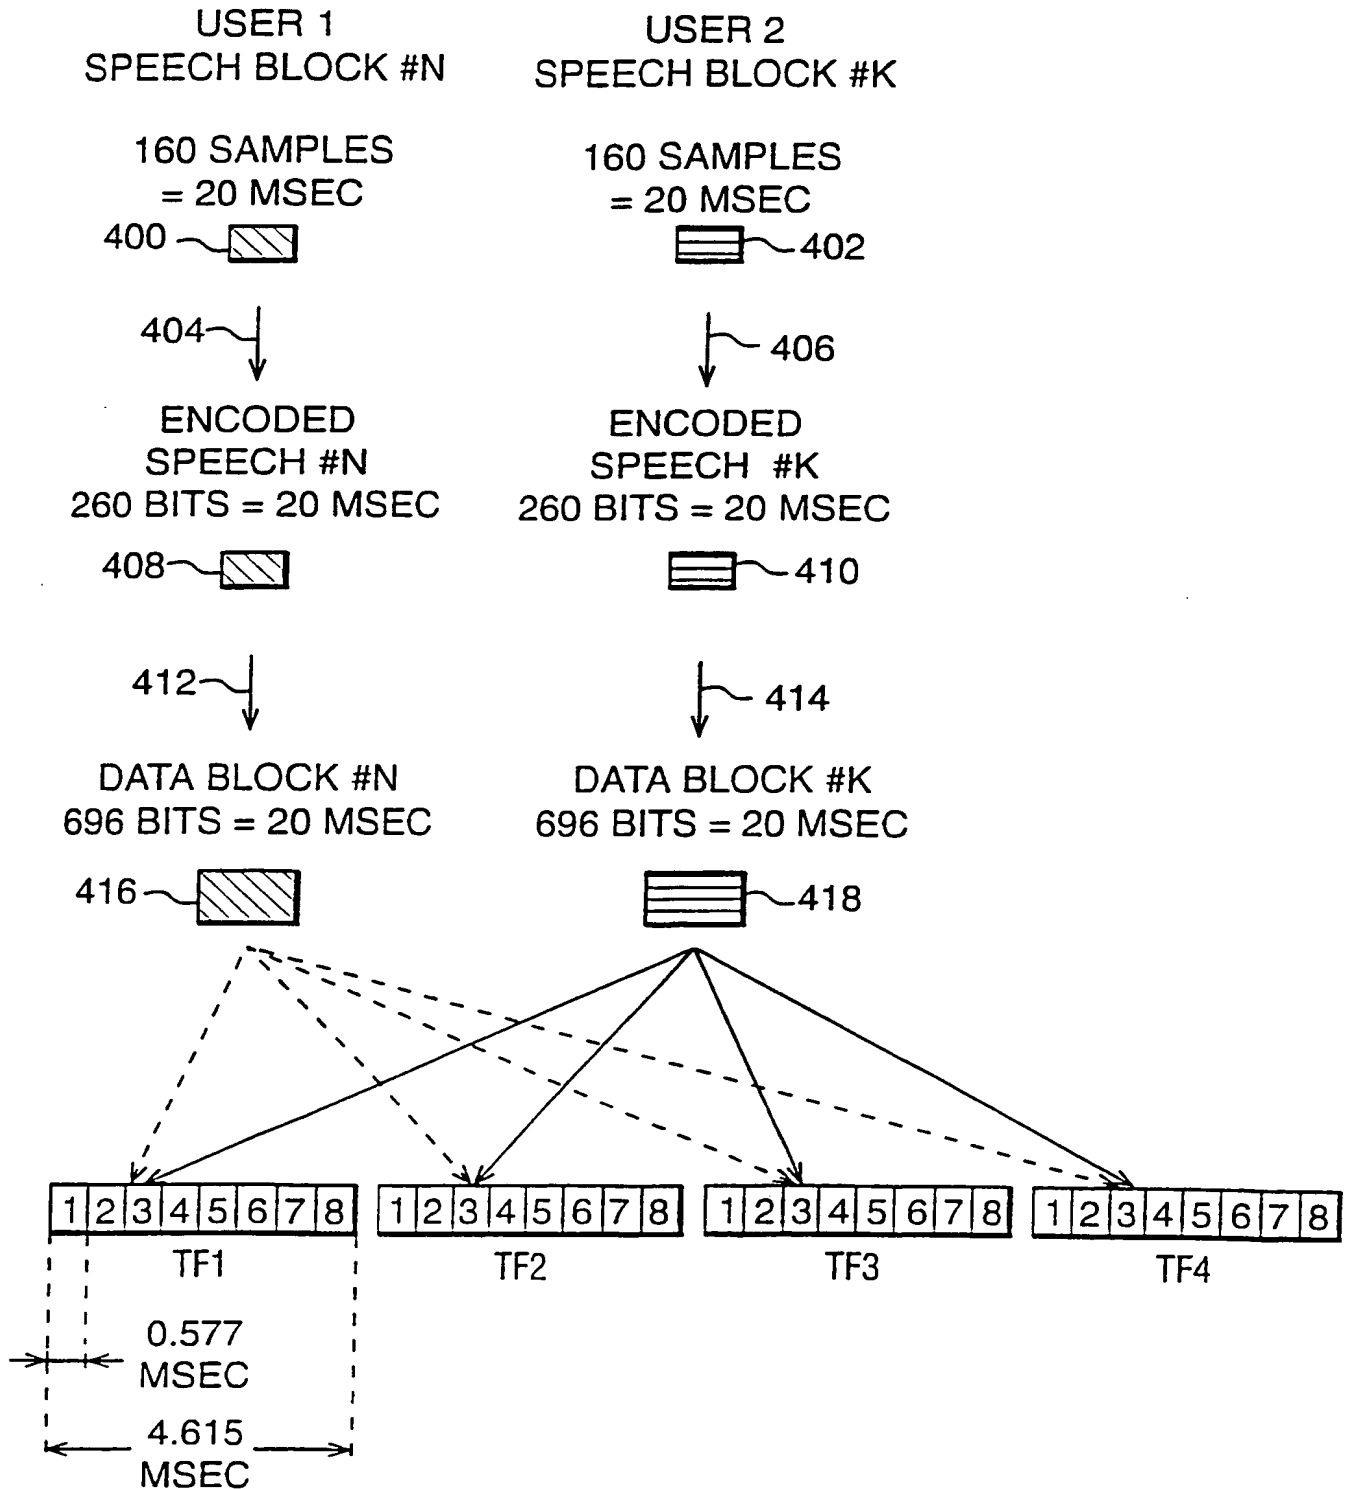 USER 1
SPEECH BLOCK #N
USER 2
SPEECH BLOCK #K
160 SAMPLES
= 20 MSEC
160 SAMPLES
= 20 MSEC
400
402
404
406
ENCODED
SPEECH #N
260 BITS = 20 MSEC
ENCODED
SPEECH #K
260 BITS = 20 MSEC
408
410
412
414
DATA BLOCK #N
696 BITS = 20 MSEC
DATA BLOCK #K
696 BITS = 20 MSEC
416
418
1 2 3 4 5 6 7 8
1 2 3 4 5 6 7 8
1 2 3 4 5 6 7 8
1 2 3 4 5 6 7 8
TF1
TF2
TF3
TF4
0.577
MSEC
4.615
MSEC